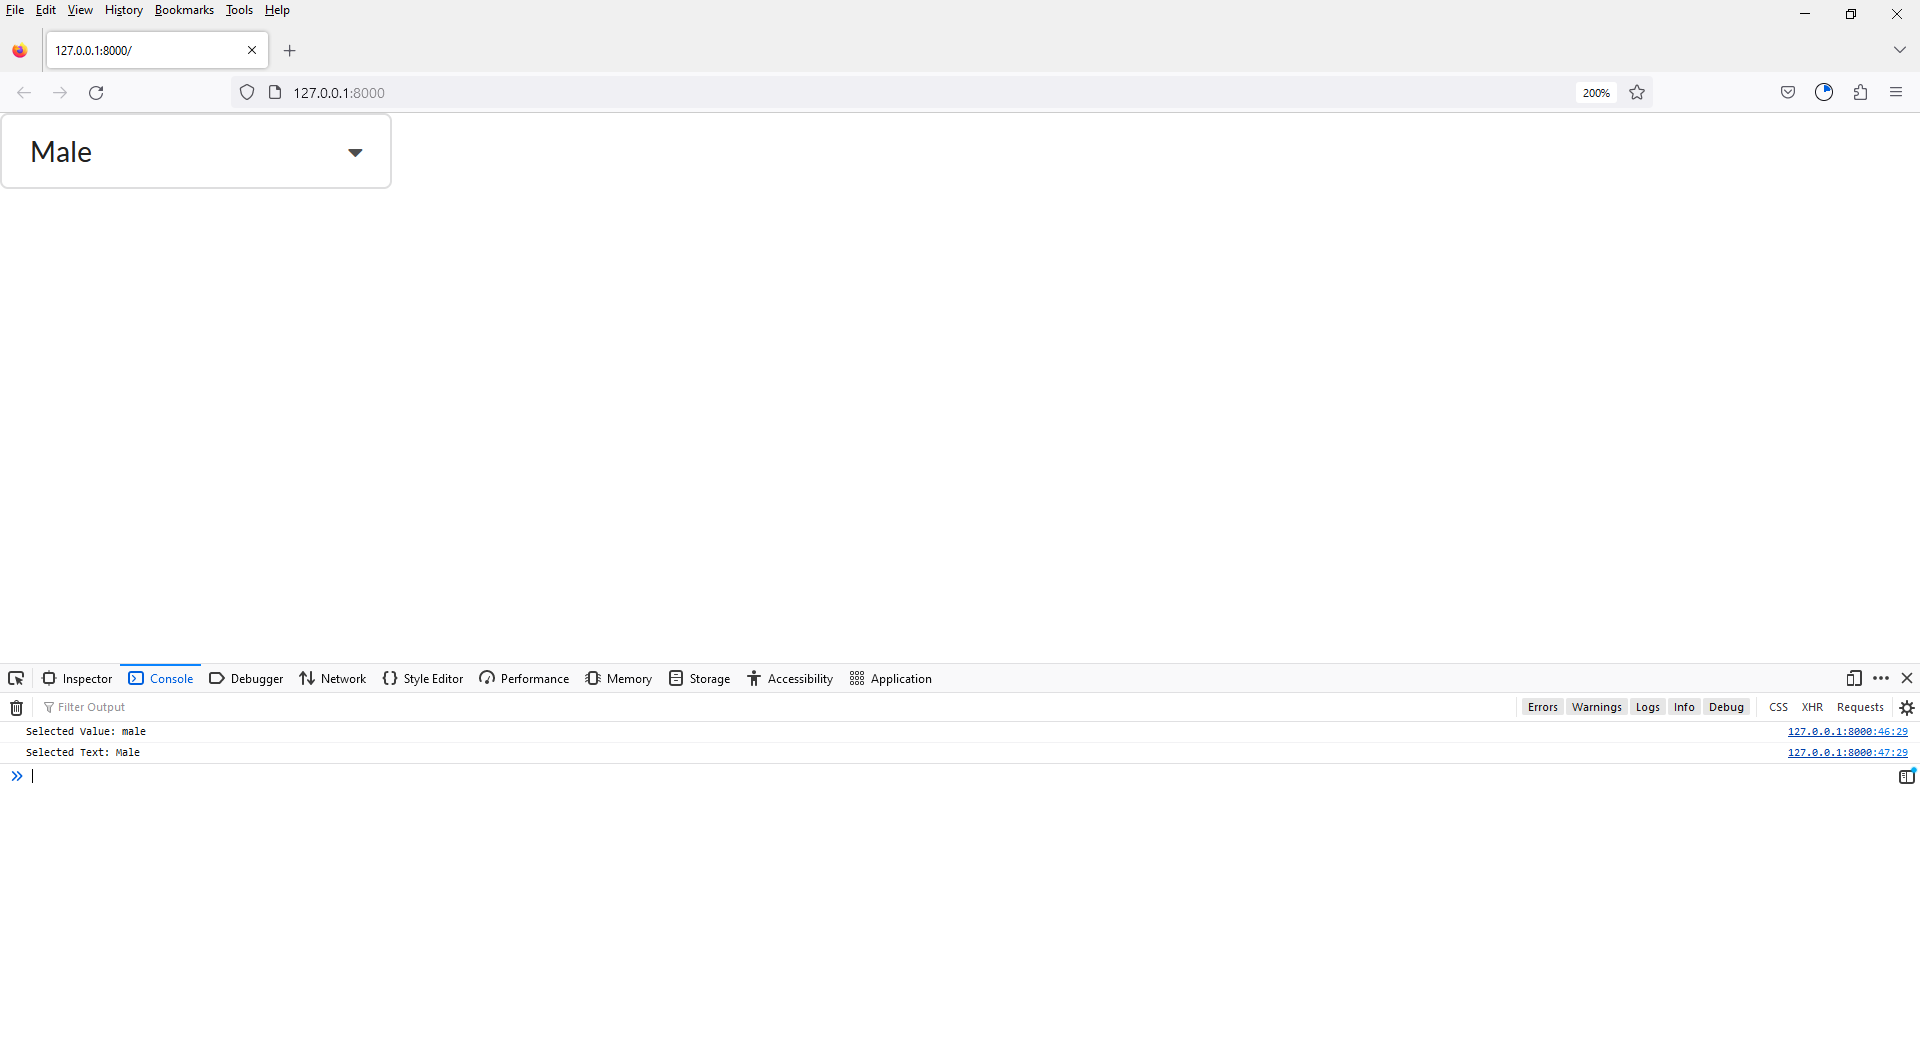 File Edit View History Bookmarks Tools Help
127.0.0.1:8000/
127.0.0.1:8000
200%
Male
Inspector Console Debugger Network Style Editor Performance Memory Storage Accessibility Application
Filter Output
Errors Warnings Logs Info Debug CSS XHR Requests
Selected Value: male 127.0.0.1:8000:46:29
Selected Text: Male 127.0.0.1:8000:47:29